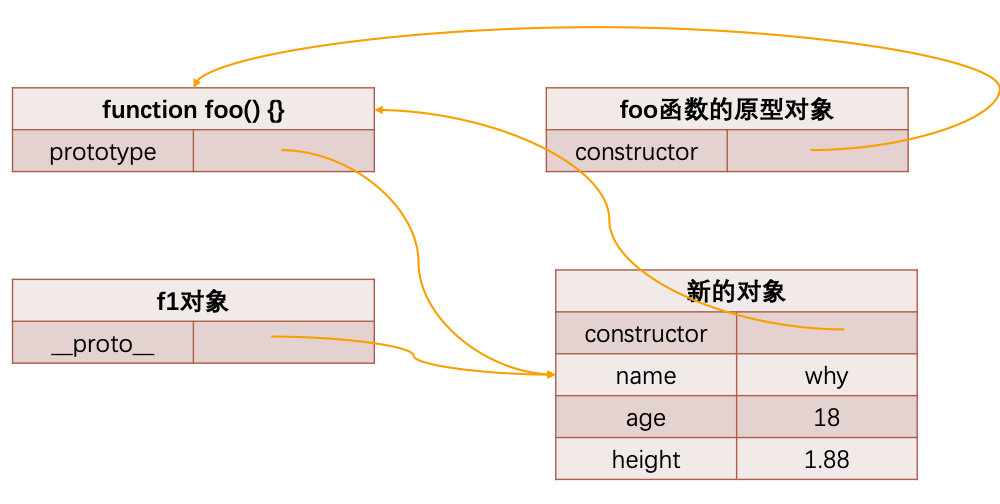 function foo() {}
prototype
foo函数的原型对象
constructor
f1对象
__proto__
新的对象
constructor
name why
age 18
height 1.88